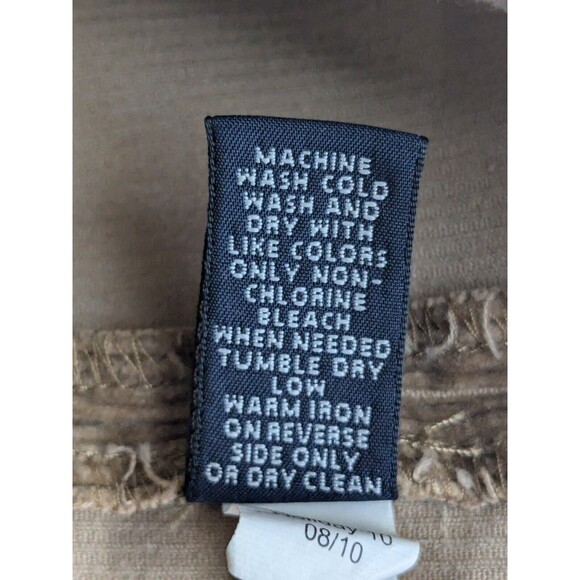 MACHINE
WASH COLD
WASH AND
DRY WITH
LIKE COLORS
ONLY NON-
CHLORINE
BLEACH
WHEN NEEDED
TUMBLE DRY
LOW
WARM IRON
ON REVERSE
SIDE ONLY
OR DRY CLEAN
10
08/10